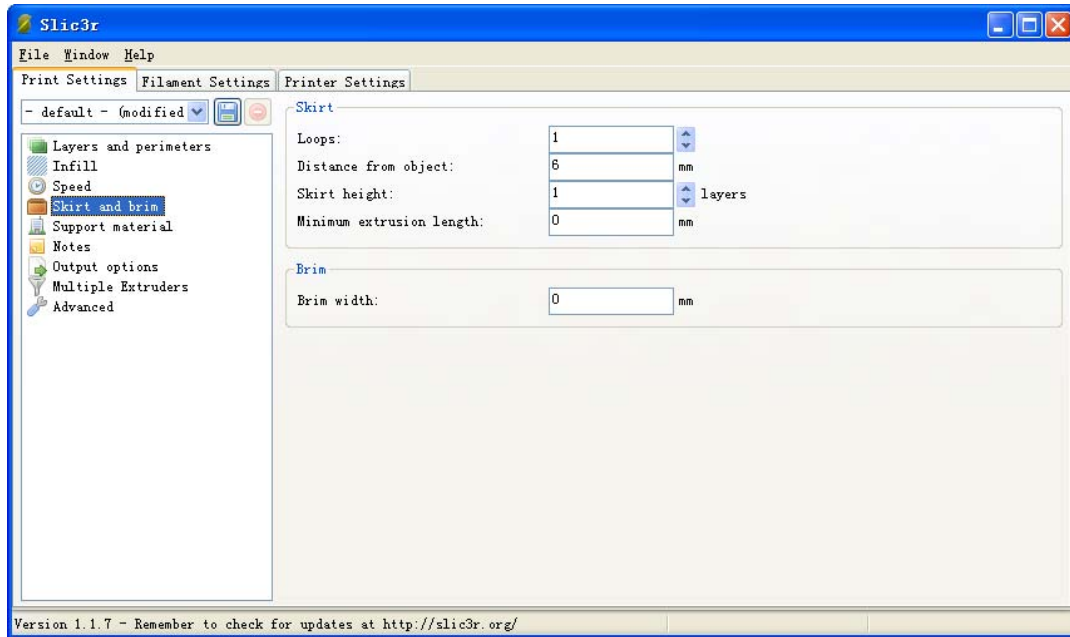 Slic3r
File Window Help
Print Settings Filament Settings Printer Settings
- default - (modified
Layers and perimeters
Infill
Speed
Skirt and brim
Support material
Notes
Output options
Multiple Extruders
Advanced
Skirt
Loops: 1
Distance from object: 6 mm
Skirt height: 1 layers
Minimum extrusion length: 0 mm
Brim
Brim width: 0 mm
Version 1.1.7 - Remember to check for updates at http://slic3r.org/